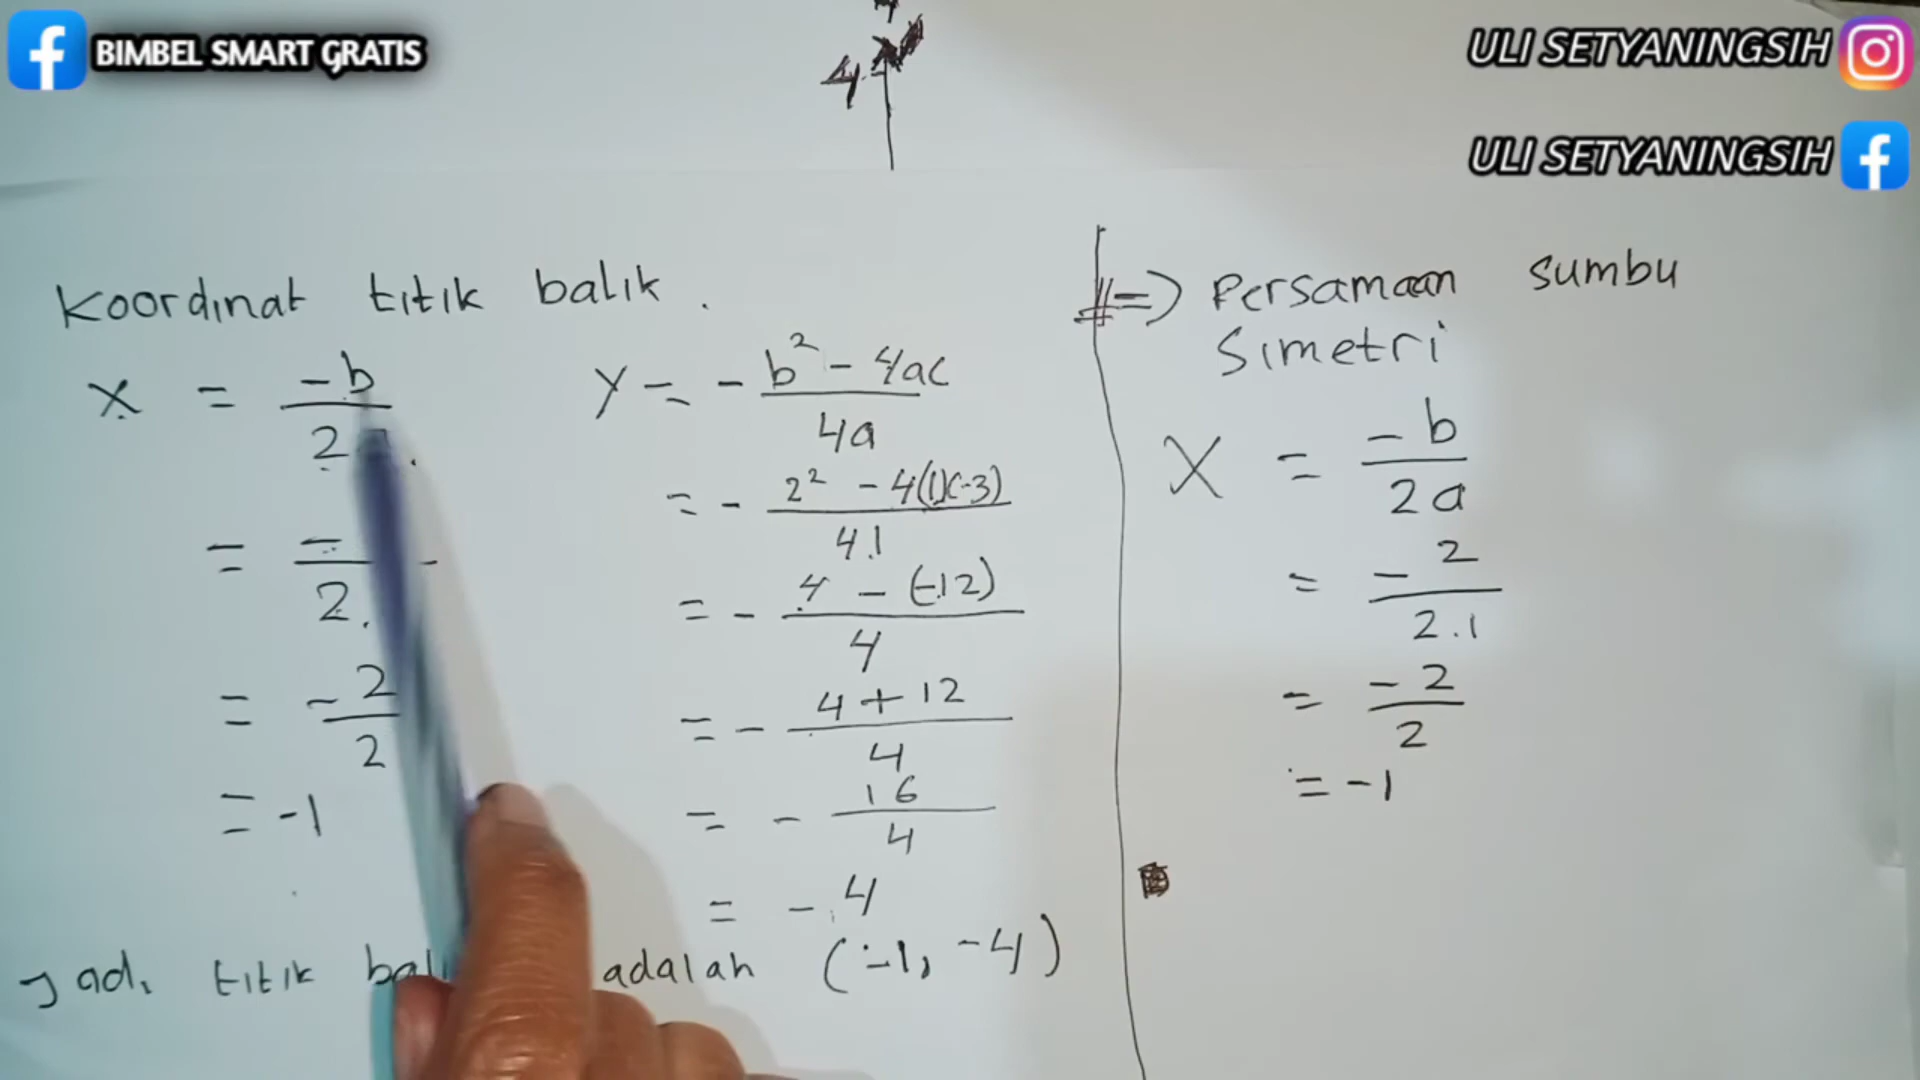 BIMBEL SMART GRATIS
ULI SETYANINGSIH
ULI SETYANINGSIH
4
Koordinat titik balik.
x = -b / 2
= - / 2.
= -2 / 2
= -1
y = - b² - 4ac / 4a
= - 2² - 4(1)(-3) / 4.1
= - 4 - (-12) / 4
= - 4 + 12 / 4
= - 16 / 4
= - 4
Jadi titik adalah (-1, -4)
=> Persamaan sumbu
Simetri
X = -b / 2a
= -2 / 2.1
= -2 / 2
= -1